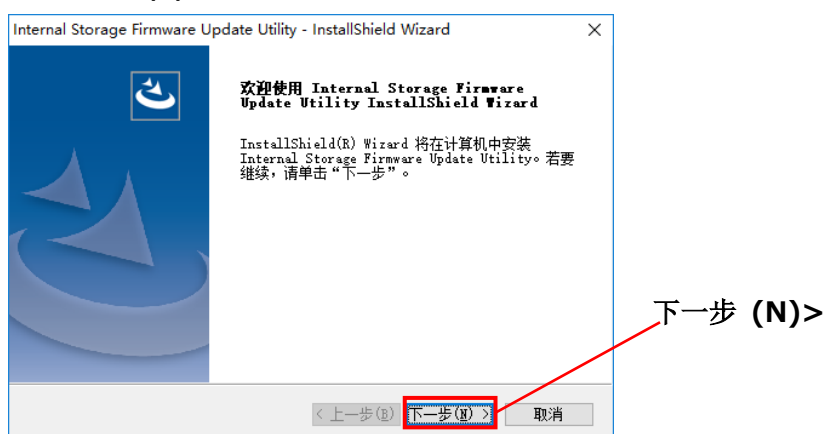 Internal Storage Firmware Update Utility - InstallShield Wizard
欢迎使用 Internal Storage Firmware
Update Utility InstallShield Wizard
InstallShield(R) Wizard 将在计算机中安装
Internal Storage Firmware Update Utility。若要
继续，请单击“下一步”。
下一步 (N)>
< 上一步(B)
下一步(N) >
取消